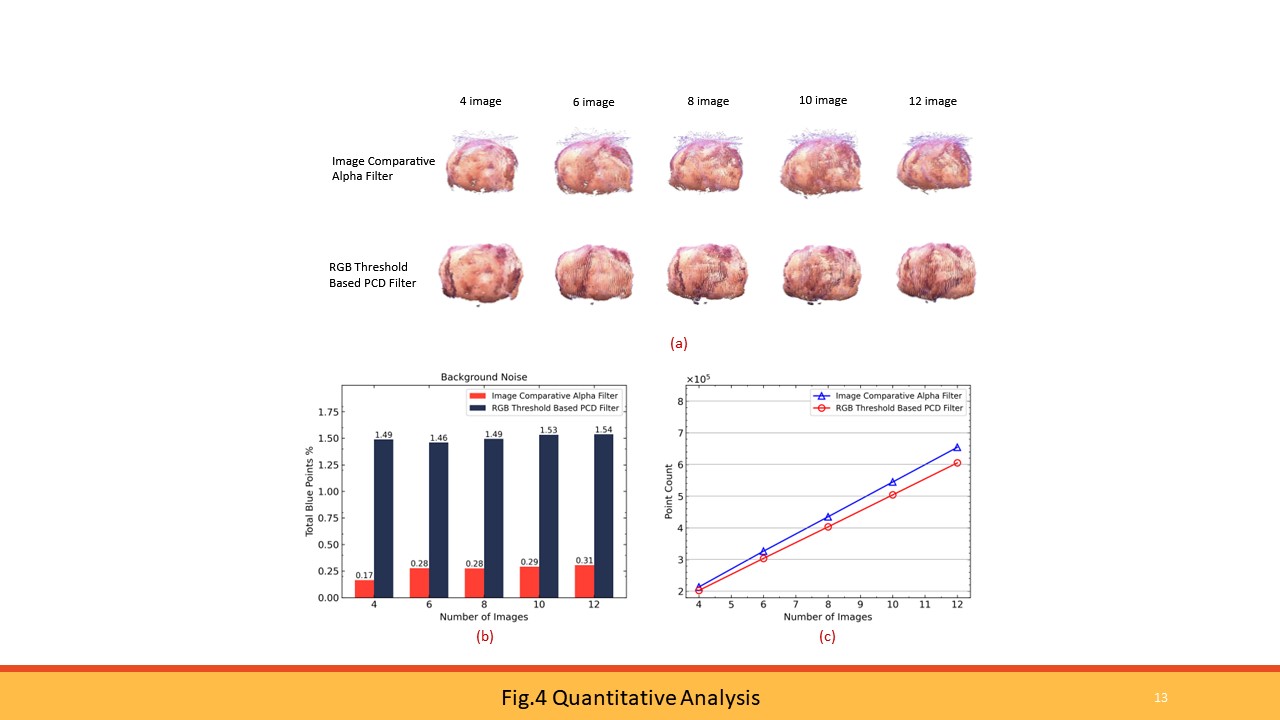 4 image
6 image
8 image
10 image
12 image
Image Comparative
Alpha Filter
RGB Threshold
Based PCD Filter
(a)
Background Noise
Image Comparative Alpha Filter
RGB Threshold Based PCD Filter
Total Blue Points %
1.75
1.50
1.25
1.00
0.75
0.50
0.25
0.00
1.49
1.46
1.49
1.53
1.54
0.17
0.28
0.28
0.29
0.31
4
6
8
10
12
Number of Images
(b)
×10⁵
Image Comparative Alpha Filter
RGB Threshold Based PCD Filter
Point Count
8
7
6
5
4
3
2
4
5
6
7
8
9
10
11
12
Number of Images
(c)
Fig.4 Quantitative Analysis
13